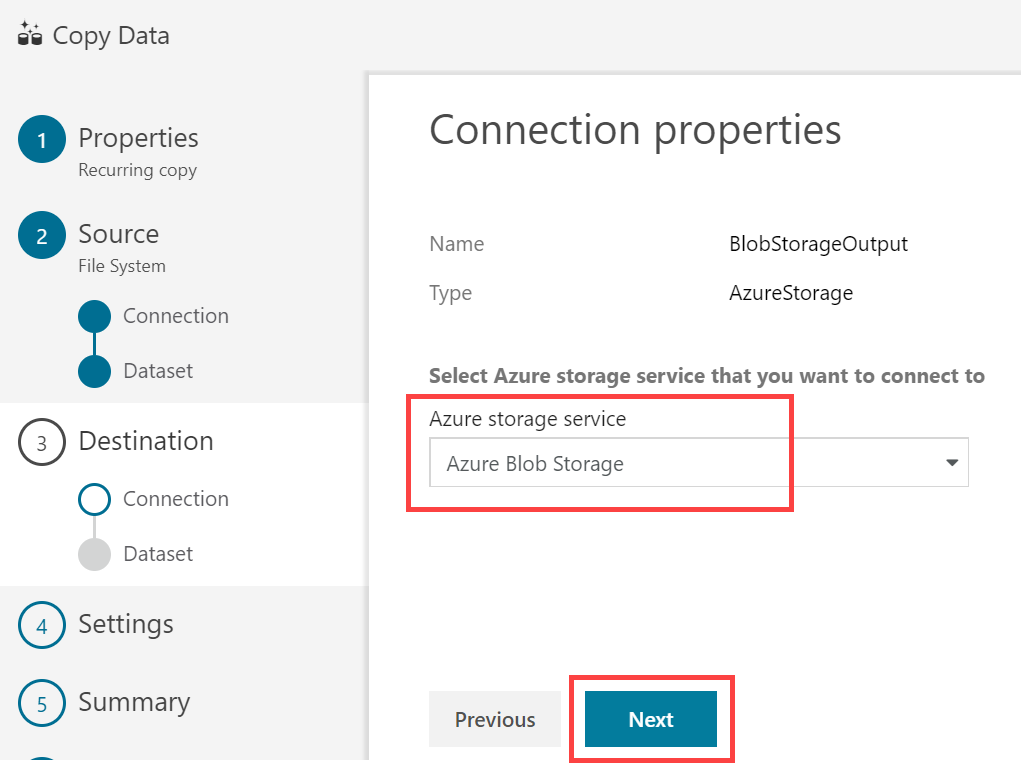 Copy Data
1 Properties
Recurring copy
2 Source
File System
Connection
Dataset
3 Destination
Connection
Dataset
4 Settings
5 Summary
Connection properties
Name BlobStorageOutput
Type AzureStorage
Select Azure storage service that you want to connect to
Azure storage service
Azure Blob Storage
Previous Next